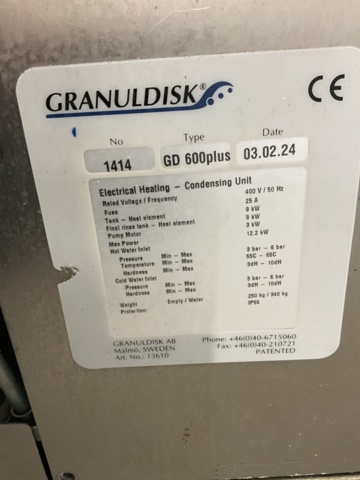 GRANULDISK® CE
No Type Date
1414 GD 600plus 03.02.24
Electrical Heating – Condensing Unit
Rated Voltage / Frequency 400 V / 50 Hz
Fuse 25 A
Tank – Heat element 9 kW
First rinse tank – Heat element 9 kW
Pump Motor 3 kW
Max Power 12.2 kW
Hot Water Inlet
Pressure Min – Max 3 bar – 6 bar
Temperature Min – Max 55C – 65C
Hardness Min – Max 3dH – 10dH
Cold Water Inlet
Pressure Min – Max 3 bar – 6 bar
Hardness Min – Max 3dH – 10dH
Weight Empty / Water 280 kg / 340 kg
Protection: IP55
GRANULDISK AB Phone: +46(0)40-6715060
Malmö, SWEDEN Fax: +46(0)40-210721
Art. No.: 13610 PATENTED